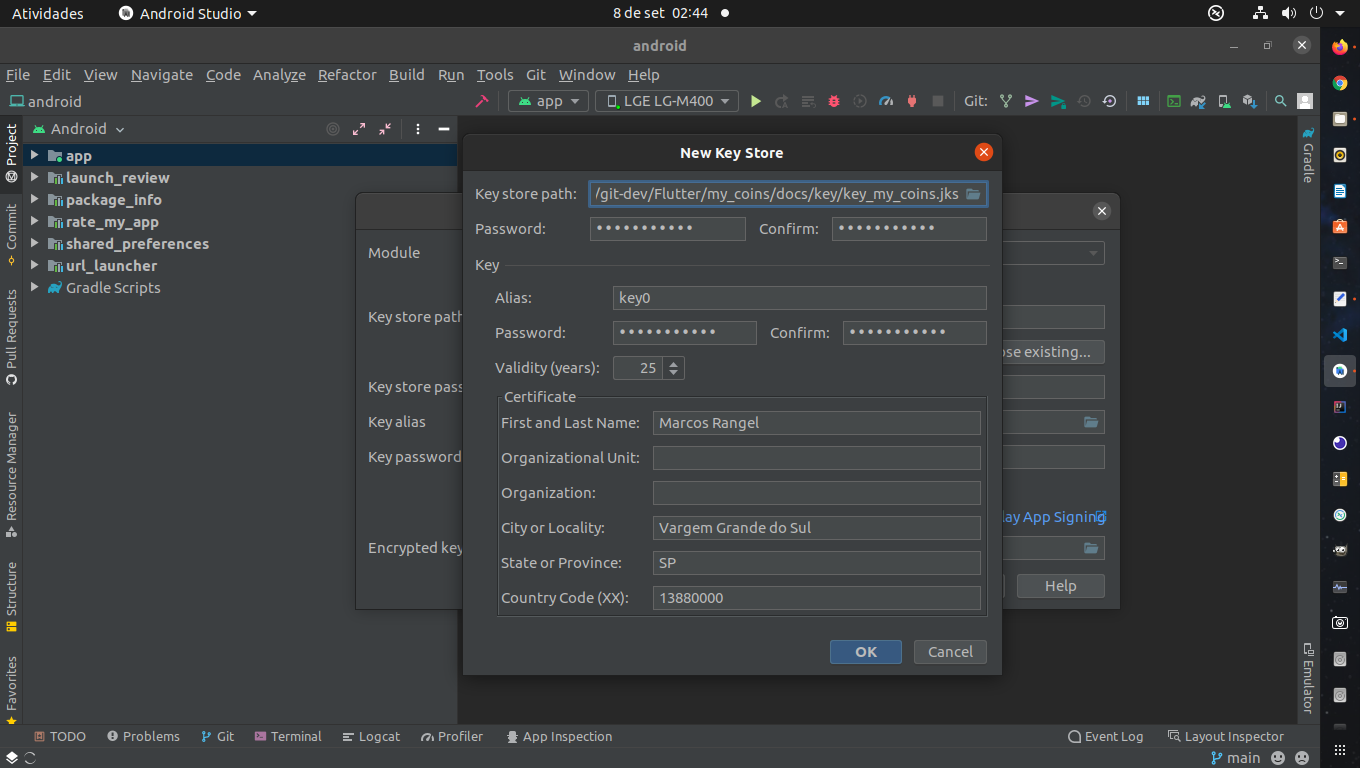 Atividades Android Studio 8 de set 02:44
android
File Edit View Navigate Code Analyze Refactor Build Run Tools Git Window Help
android app LGE LG-M400 Git:
Android
Project
Commit
Pull Requests
Resource Manager
Structure
Favorites
app
launch_review
package_info
rate_my_app
shared_preferences
url_launcher
Gradle Scripts
Module
Key store path
Key store pass
Key alias
Key password
Encrypted key
New Key Store
Key store path: /git-dev/Flutter/my_coins/docs/key/key_my_coins.jks
Password: ••••••••••• Confirm: •••••••••••
Key
Alias: key0
Password: ••••••••••• Confirm: •••••••••••
Validity (years): 25
Certificate
First and Last Name: Marcos Rangel
Organizational Unit:
Organization:
City or Locality: Vargem Grande do Sul
State or Province: SP
Country Code (XX): 13880000
OK Cancel
ose existing...
lay App Signing
Help
Gradle
Emulator
TODO Problems Git Terminal Logcat Profiler App Inspection Event Log Layout Inspector
main